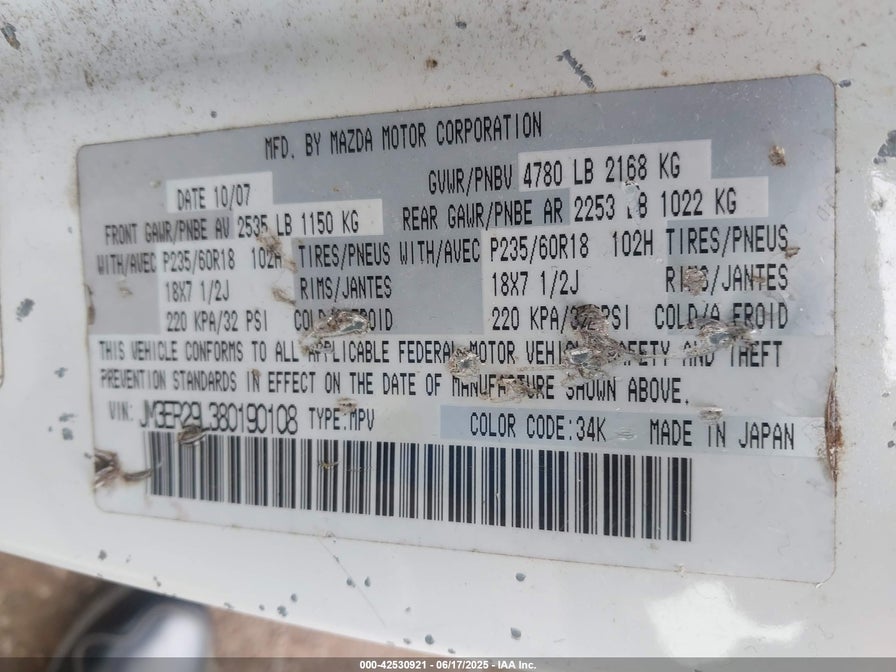 MFD. BY MAZDA MOTOR CORPORATION
DATE 10/07 GVWR/PNBV 4780 LB 2168 KG
FRONT GAWR/PNBE AV 2535 LB 1150 KG REAR GAWR/PNBE AR 2253 LB 1022 KG
WITH/AVEC P235/60R18 102H TIRES/PNEUS WITH/AVEC P235/60R18 102H TIRES/PNEUS
18X7 1/2J RIMS/JANTES 18X7 1/2J RIMS/JANTES
220 KPA/32 PSI COLD/A FROID 220 KPA/32 PSI COLD/A FROID
THIS VEHICLE CONFORMS TO ALL APPLICABLE FEDERAL MOTOR VEHICLE SAFETY AND THEFT
PREVENTION STANDARDS IN EFFECT ON THE DATE OF MANUFACTURE SHOWN ABOVE.
VIN: JM3ER29L380190108 TYPE:MPV COLOR CODE:34K MADE IN JAPAN
000-42530921 - 06/17/2025 - IAA Inc.